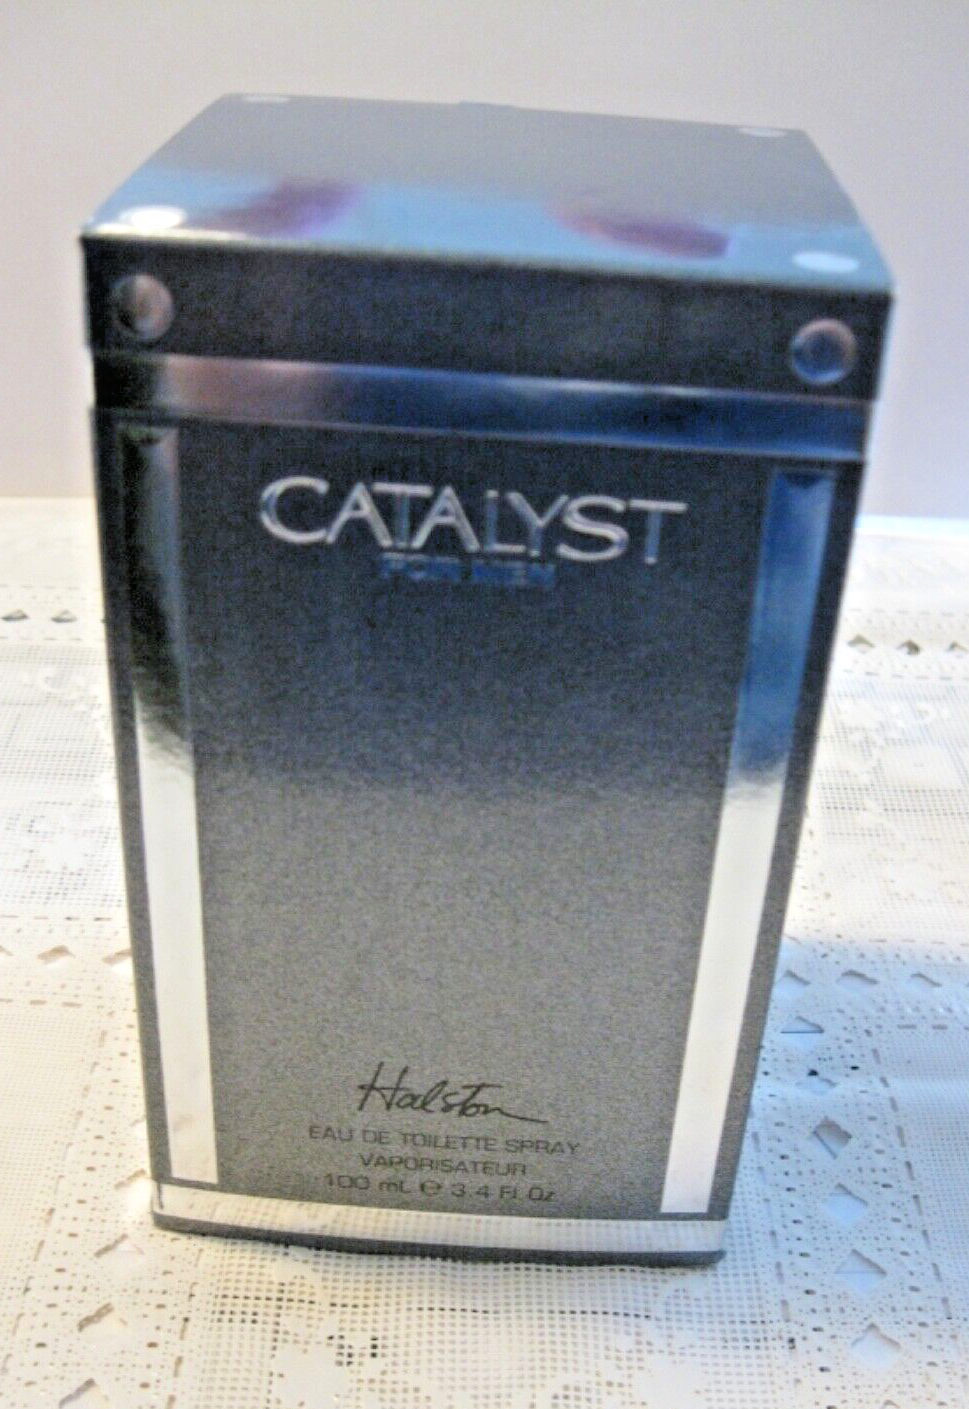 CATALYST
FOR MEN
Halston
EAU DE TOILETTE SPRAY
VAPORISATEUR
100 mL ℮ 3.4 Fl. Oz.